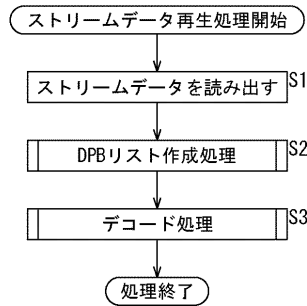 ストリームデータ再生処理開始
ストリームデータを読み出す S1
DPBリスト作成処理 S2
デコード処理 S3
処理終了